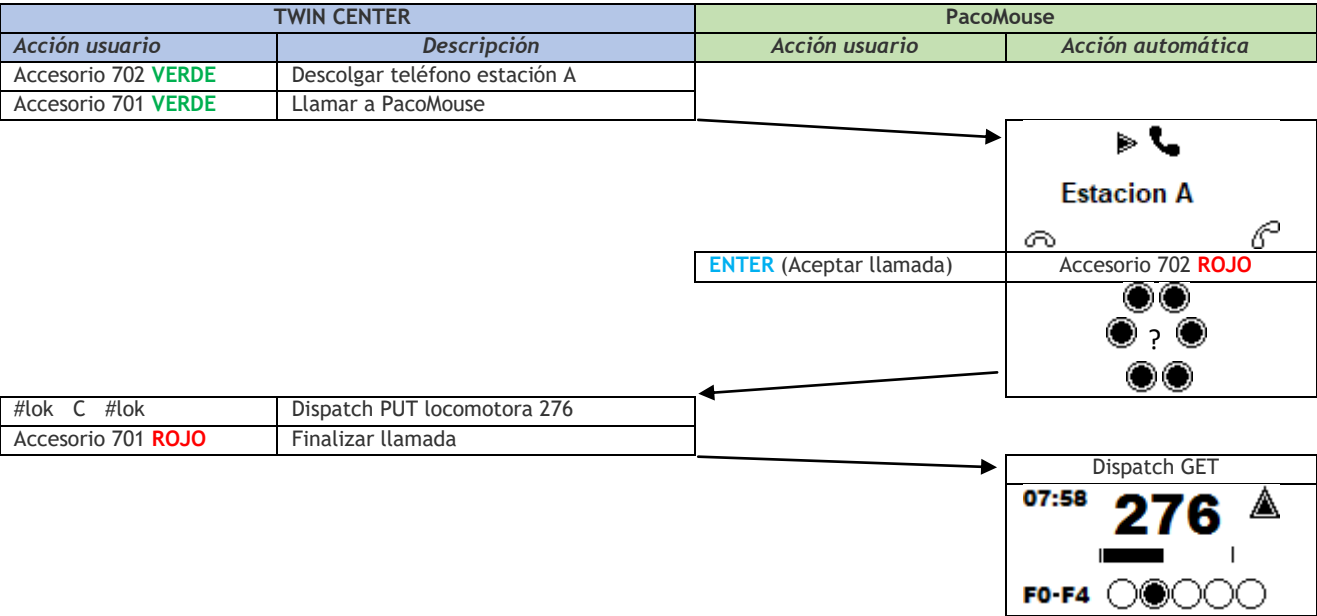 TWIN CENTER PacoMouse
Acción usuario Descripción Acción usuario Acción automática
Accesorio 702 VERDE Descolgar teléfono estación A
Accesorio 701 VERDE Llamar a PacoMouse
Estacion A
ENTER (Aceptar llamada) Accesorio 702 ROJO
?
#lok C #lok Dispatch PUT locomotora 276
Accesorio 701 ROJO Finalizar llamada
Dispatch GET
07:58 276
F0-F4